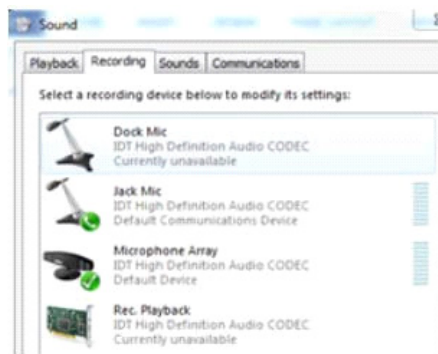 Sound
Playback Recording Sounds Communications
Select a recording device below to modify its settings:
Dock Mic
IDT High Definition Audio CODEC
Currently unavailable
Jack Mic
IDT High Definition Audio CODEC
Default Communications Device
Microphone Array
IDT High Definition Audio CODEC
Default Device
Rec. Playback
IDT High Definition Audio CODEC
Currently unavailable